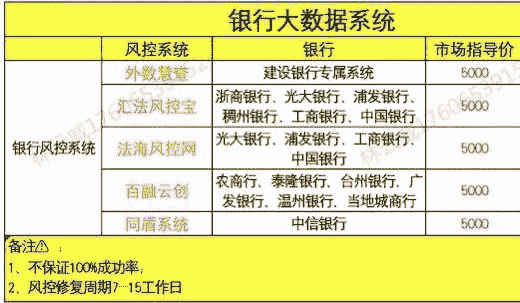 银行大数据系统
风控系统 银行 市场指导价
银行风控系统
外数慧查 建设银行专属系统 5000
汇法风控宝 浙商银行、光大银行、浦发银行、
稠州银行、工商银行、中国银行 5000
法海风控网 光大银行、浦发银行、工商银行、
中国银行 5000
百融云创 农商行、泰隆银行、台州银行、广
发银行、温州银行、当地城商行 5000
同盾系统 中信银行 5000
备注⚠：
1、不保证100%成功率；
2、风控修复周期7—15工作日